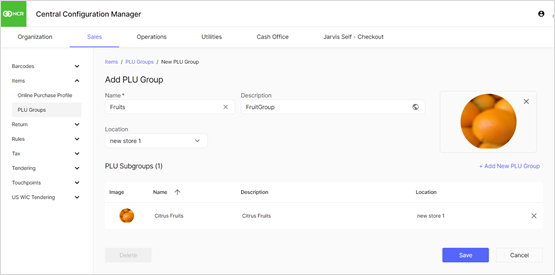 NCR Central Configuration Manager
Organization Sales Operations Utilities Cash Office Jarvis Self - Checkout
Barcodes
Items
Online Purchase Profile
PLU Groups
Return
Rules
Tax
Tendering
Touchpoints
US WIC Tendering
Items / PLU Groups / New PLU Group
Add PLU Group
Name * Description
Fruits FruitGroup
Location
new store 1
PLU Subgroups (1) + Add New PLU Group
Image Name Description Location
Citrus Fruits Citrus Fruits new store 1
Delete Save Cancel